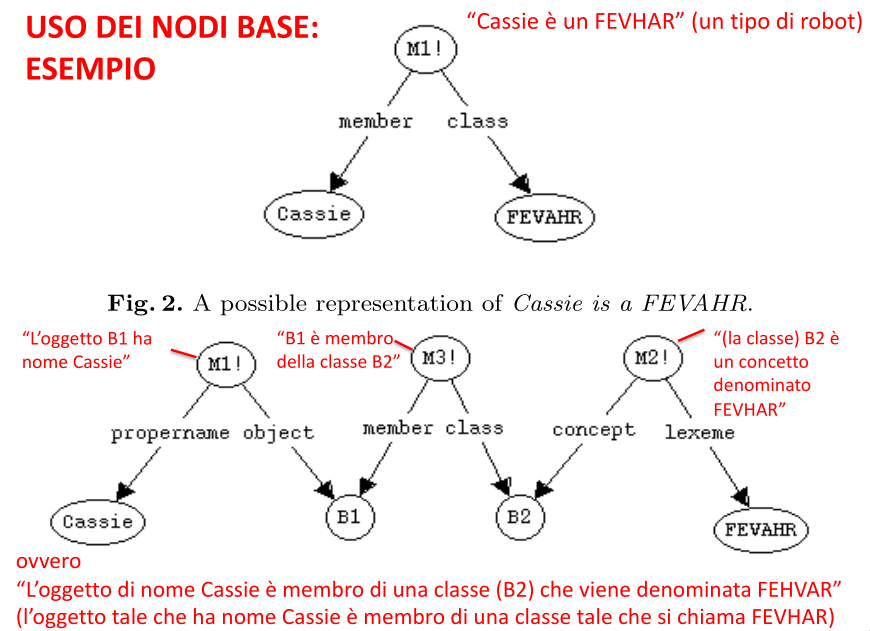 USO DEI NODI BASE:
ESEMPIO
“Cassie è un FEVHAR” (un tipo di robot)
M1!
member class
Cassie FEVAHR
Fig. 2. A possible representation of Cassie is a FEVAHR.
“L’oggetto B1 ha
nome Cassie”
“B1 è membro
della classe B2”
“(la classe) B2 è
un concetto
denominato
FEVHAR”
M1! M3! M2!
propername object member class concept lexeme
Cassie B1 B2 FEVAHR
ovvero
“L’oggetto di nome Cassie è membro di una classe (B2) che viene denominata FEHVAR”
(l’oggetto tale che ha nome Cassie è membro di una classe tale che si chiama FEVHAR)